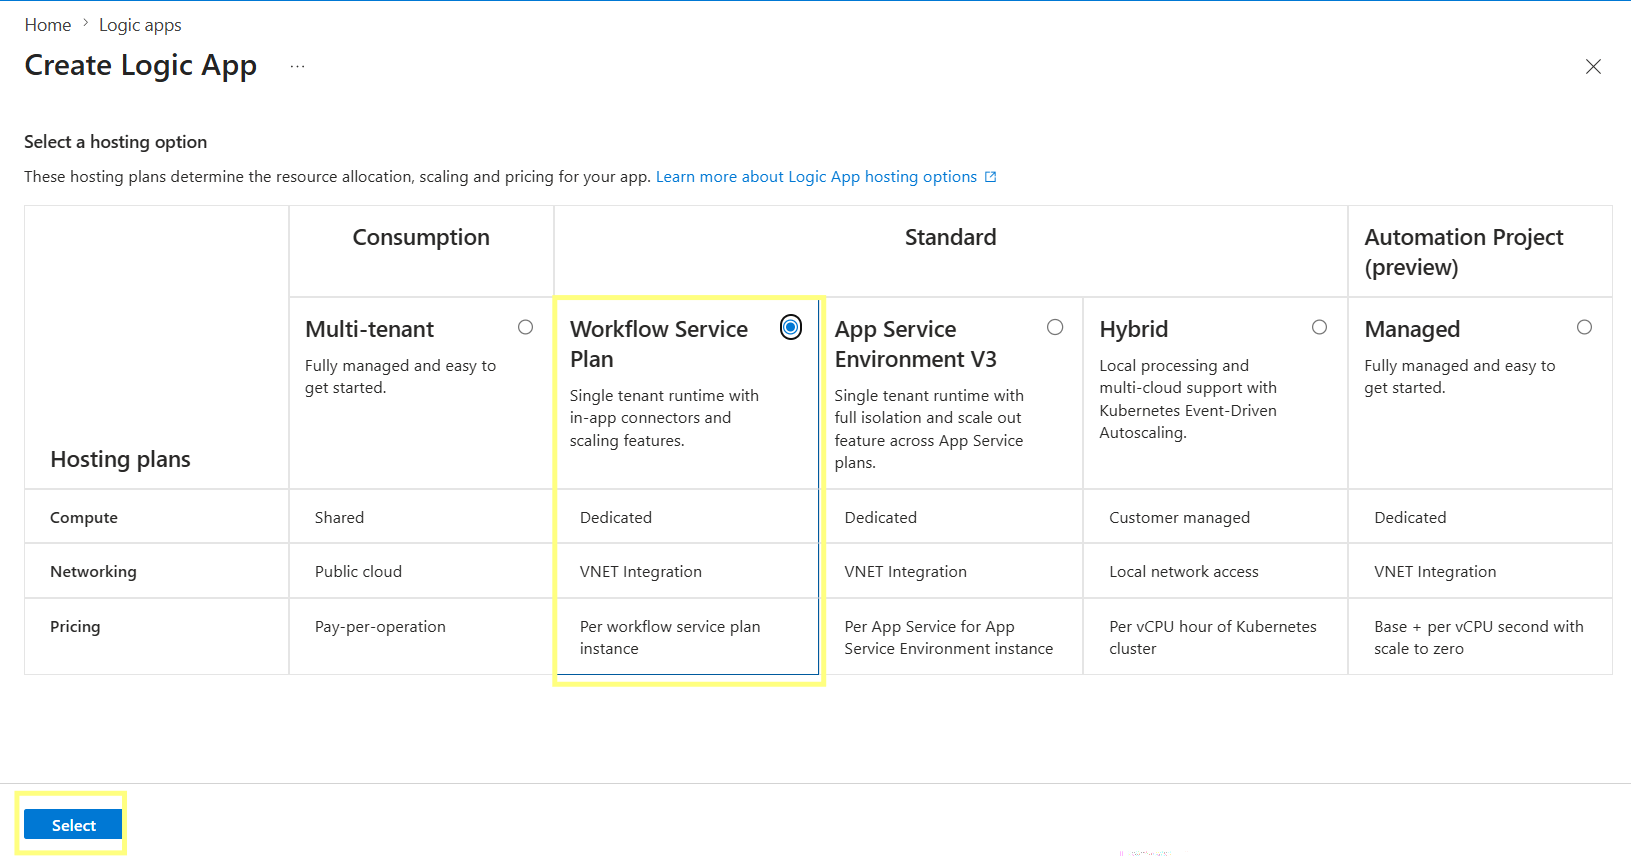 Home > Logic apps
Create Logic App ...
Select a hosting option
These hosting plans determine the resource allocation, scaling and pricing for your app. Learn more about Logic App hosting options
Consumption
Standard
Automation Project
(preview)
Hosting plans
Multi-tenant
Fully managed and easy to
get started.
Workflow Service
Plan
Single tenant runtime with
in-app connectors and
scaling features.
App Service
Environment V3
Single tenant runtime with
full isolation and scale out
feature across App Service
plans.
Hybrid
Local processing and
multi-cloud support with
Kubernetes Event-Driven
Autoscaling.
Managed
Fully managed and easy to
get started.
Compute
Shared
Dedicated
Dedicated
Customer managed
Dedicated
Networking
Public cloud
VNET Integration
VNET Integration
Local network access
VNET Integration
Pricing
Pay-per-operation
Per workflow service plan
instance
Per App Service for App
Service Environment instance
Per vCPU hour of Kubernetes
cluster
Base + per vCPU second with
scale to zero
Select